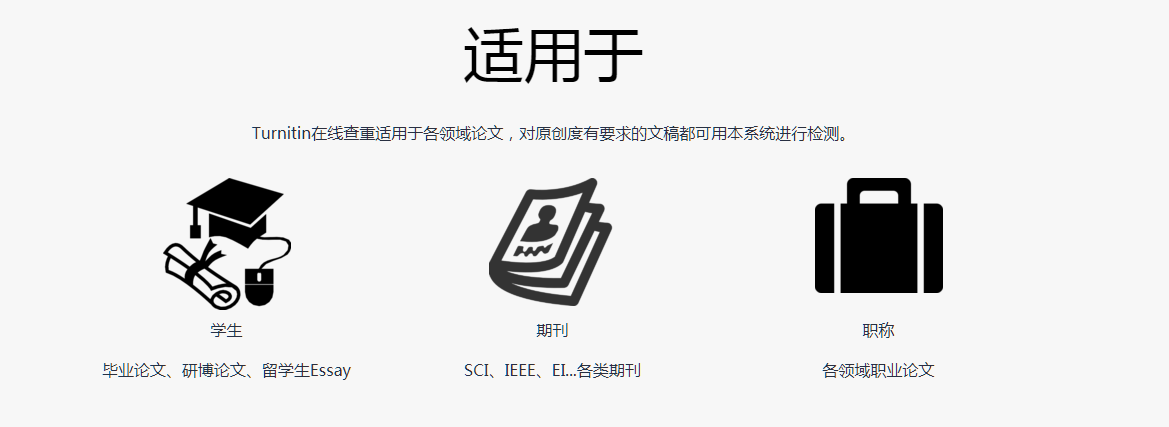 适用于
Turnitin在线查重适用于各领域论文，对原创度有要求的文稿都可用本系统进行检测。
学生
期刊
职称
毕业论文、研博论文、留学生Essay
SCI、IEEE、EI...各类期刊
各领域职业论文